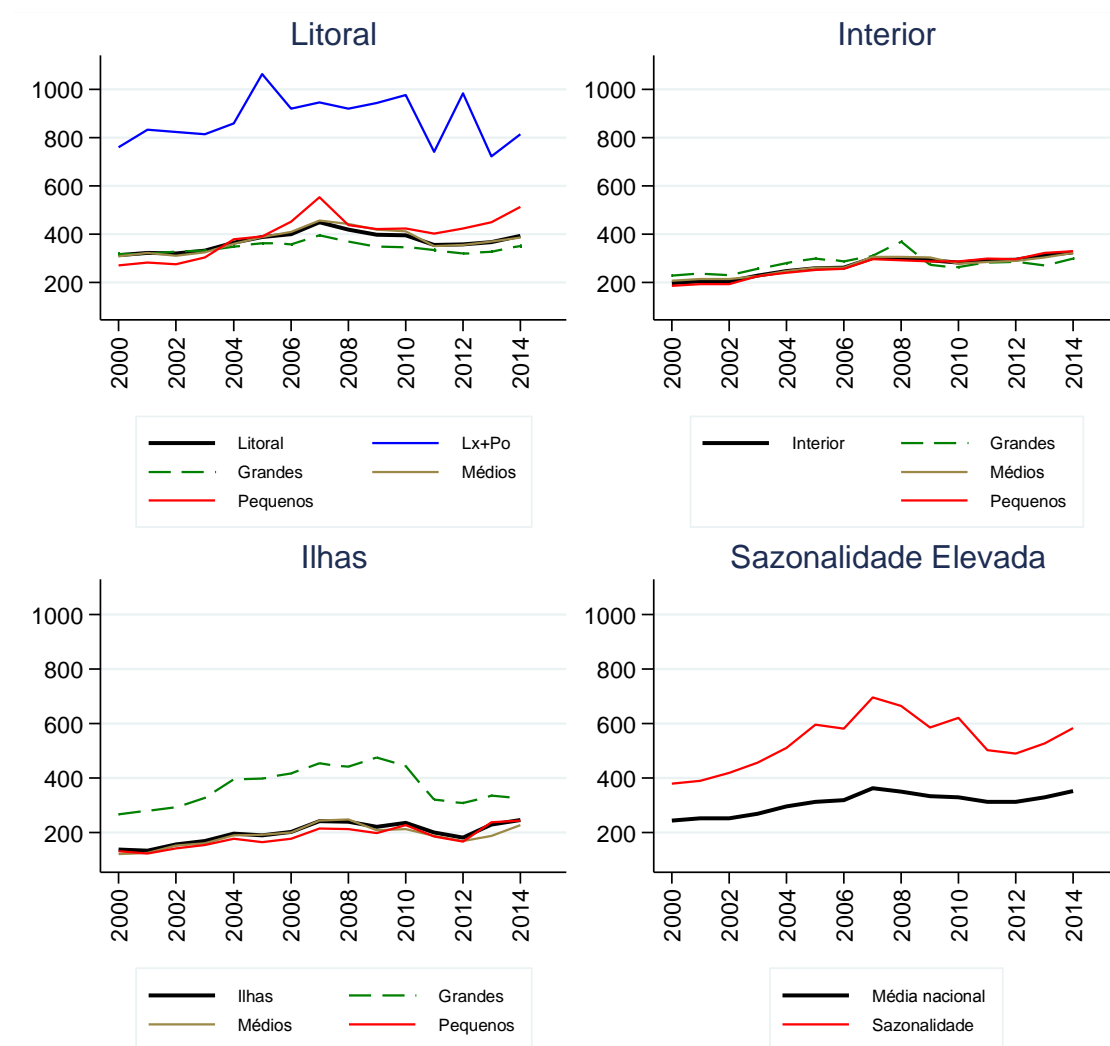 Litoral
1000
800
600
400
200
2000
2002
2004
2006
2008
2010
2012
2014
Litoral
Lx+Po
Grandes
Médios
Pequenos
Interior
1000
800
600
400
200
2000
2002
2004
2006
2008
2010
2012
2014
Interior
Grandes
Médios
Pequenos
Ilhas
1000
800
600
400
200
2000
2002
2004
2006
2008
2010
2012
2014
Ilhas
Grandes
Médios
Pequenos
Sazonalidade Elevada
1000
800
600
400
200
2000
2002
2004
2006
2008
2010
2012
2014
Média nacional
Sazonalidade